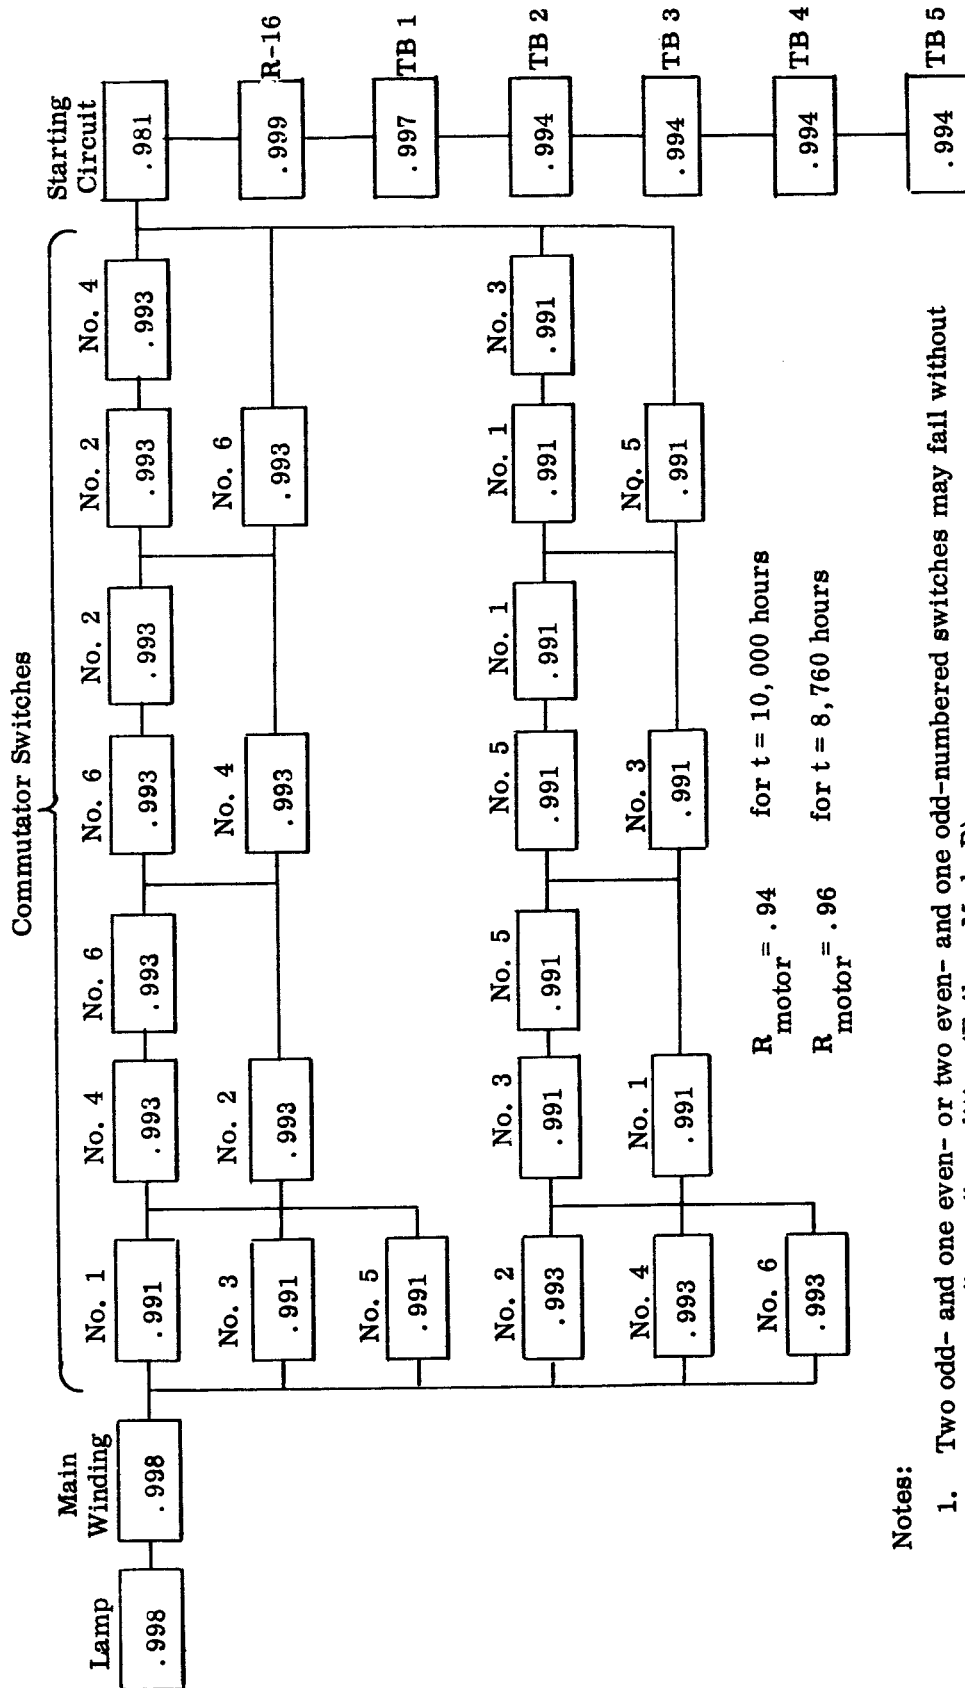 Commutator Switches
Lamp
Main
Winding
No. 1 No. 4 No. 6 No. 6 No. 2 No. 2 No. 4
Starting
Circuit
.998 .998 .991 .993 .993 .993 .993 .993 .993 .981
No. 3 No. 2 No. 4 No. 6 R-16
.991 .993 .993 .993 .999
No. 5 TB 1
.991 .997
No. 2 No. 3 No. 5 No. 5 No. 1 No. 1 No. 3 TB 2
.993 .991 .991 .991 .991 .991 .991 .994
No. 4 No. 1 No. 3 No. 5 TB 3
.993 .991 .991 .991 .994
No. 6 TB 4
.993 .994
R motor = .94 for t = 10,000 hours
R motor = .96 for t = 8,760 hours
TB 5
.994
Notes:
1. Two odd- and one even- or two even- and one odd-numbered switches may fail without